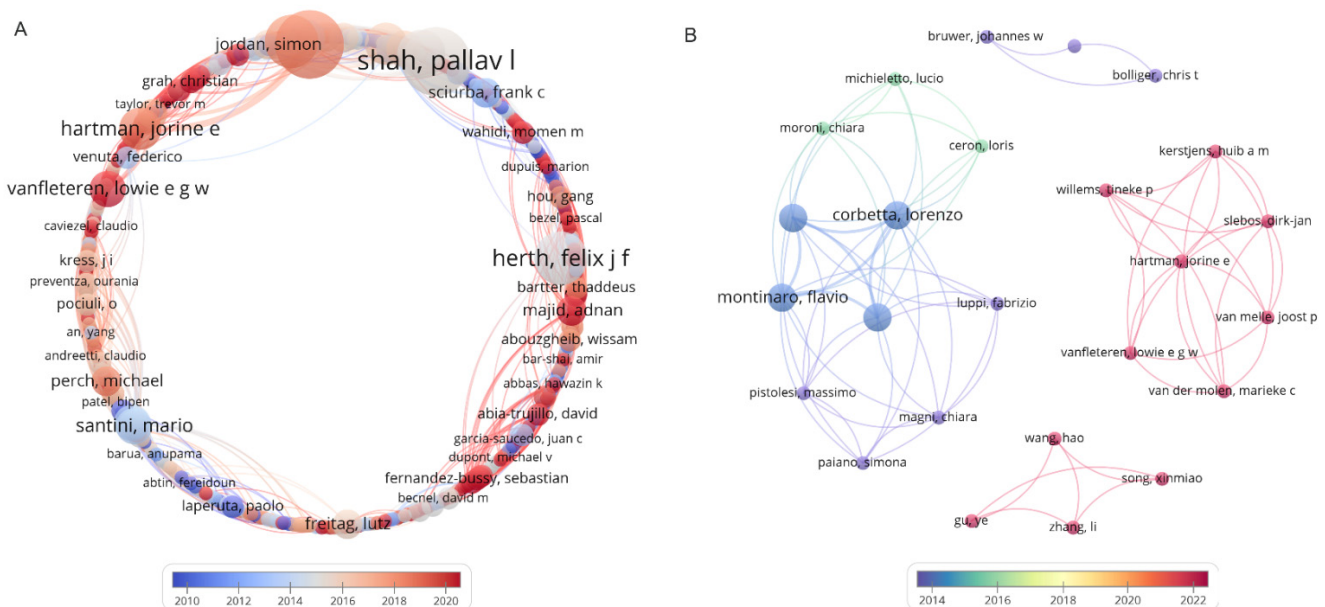 A
jordan, simon
shah, pallav l
grah, christian
sciurba, frank c
taylor, trevor m
hartman, jorine e
wahidi, momen m
venuta, federico
dupuis, marion
vanfleteren, lowie e g w
hou, gang
bezel, pascal
caviezel, claudio
kress, j i
herth, felix j f
preventza, ourania
bartter, thaddeus
pociuli, o
majid, adnan
an, yang
abouzgheib, wissam
andreetti, claudio
bar-shai, amir
perch, michael
abbas, hawazin k
patel, bipen
abia-trujillo, david
santini, mario
garcia-saucedo, juan c
barua, anupama
dupont, michael v
abtin, fereidoun
fernandez-bussy, sebastian
laperuta, paolo
becnel, david m
freitag, lutz
2010 2012 2014 2016 2018 2020
B
bruwer, johannes w
bolliger, chris t
michieletto, lucio
moroni, chiara
ceron, loris
kerstjens, huib a m
willems, tineke p
corbetta, lorenzo
slebos, dirk-jan
hartman, jorine e
montinaro, flavio
luppi, fabrizio
van melle, joost p
vanfleteren, lowie e g w
pistolesi, massimo
van der molen, marieke c
magni, chiara
paiano, simona
wang, hao
song, xinmiao
gu, ye
zhang, li
2014 2016 2018 2020 2022